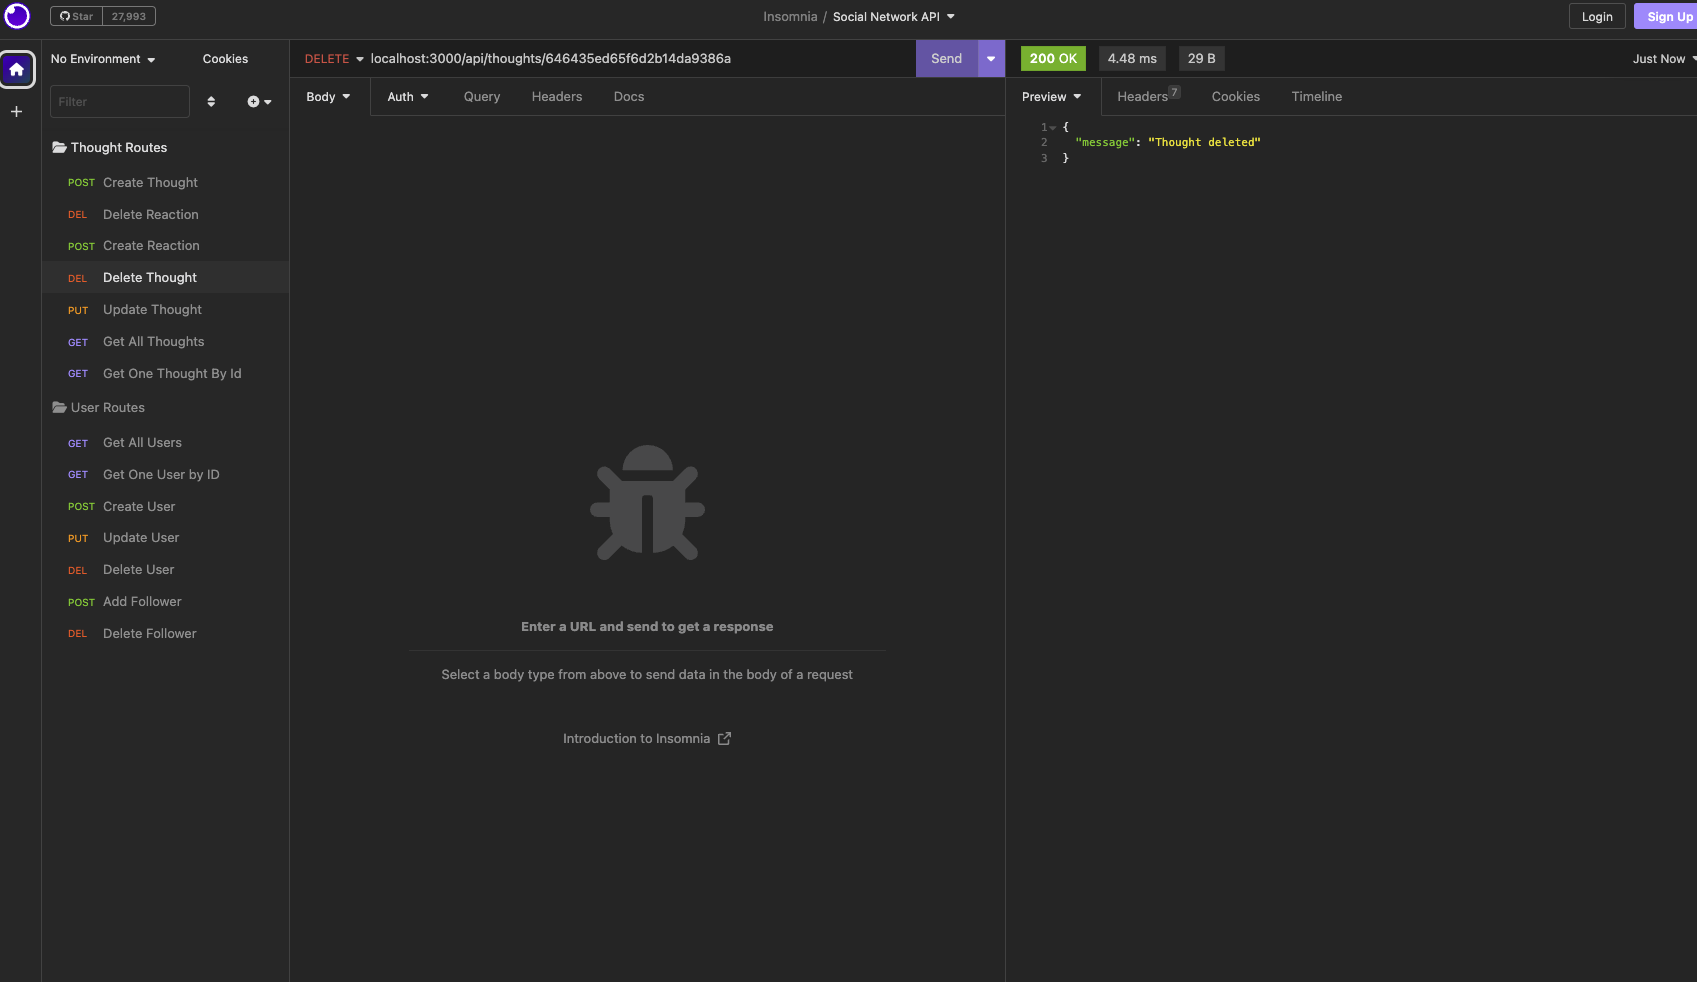 Star 27,993
Insomnia / Social Network API
Login
Sign Up
No Environment
Cookies
DELETE localhost:3000/api/thoughts/646435ed65f6d2b14da9386a
Send
200 OK
4.48 ms
29 B
Just Now
Filter
Body
Auth
Query
Headers
Docs
Preview
Headers 7
Cookies
Timeline
Thought Routes
POST Create Thought
DEL Delete Reaction
POST Create Reaction
DEL Delete Thought
PUT Update Thought
GET Get All Thoughts
GET Get One Thought By Id
User Routes
GET Get All Users
GET Get One User by ID
POST Create User
PUT Update User
DEL Delete User
POST Add Follower
DEL Delete Follower
Enter a URL and send to get a response
Select a body type from above to send data in the body of a request
Introduction to Insomnia
1 {
2 "message": "Thought deleted"
3 }